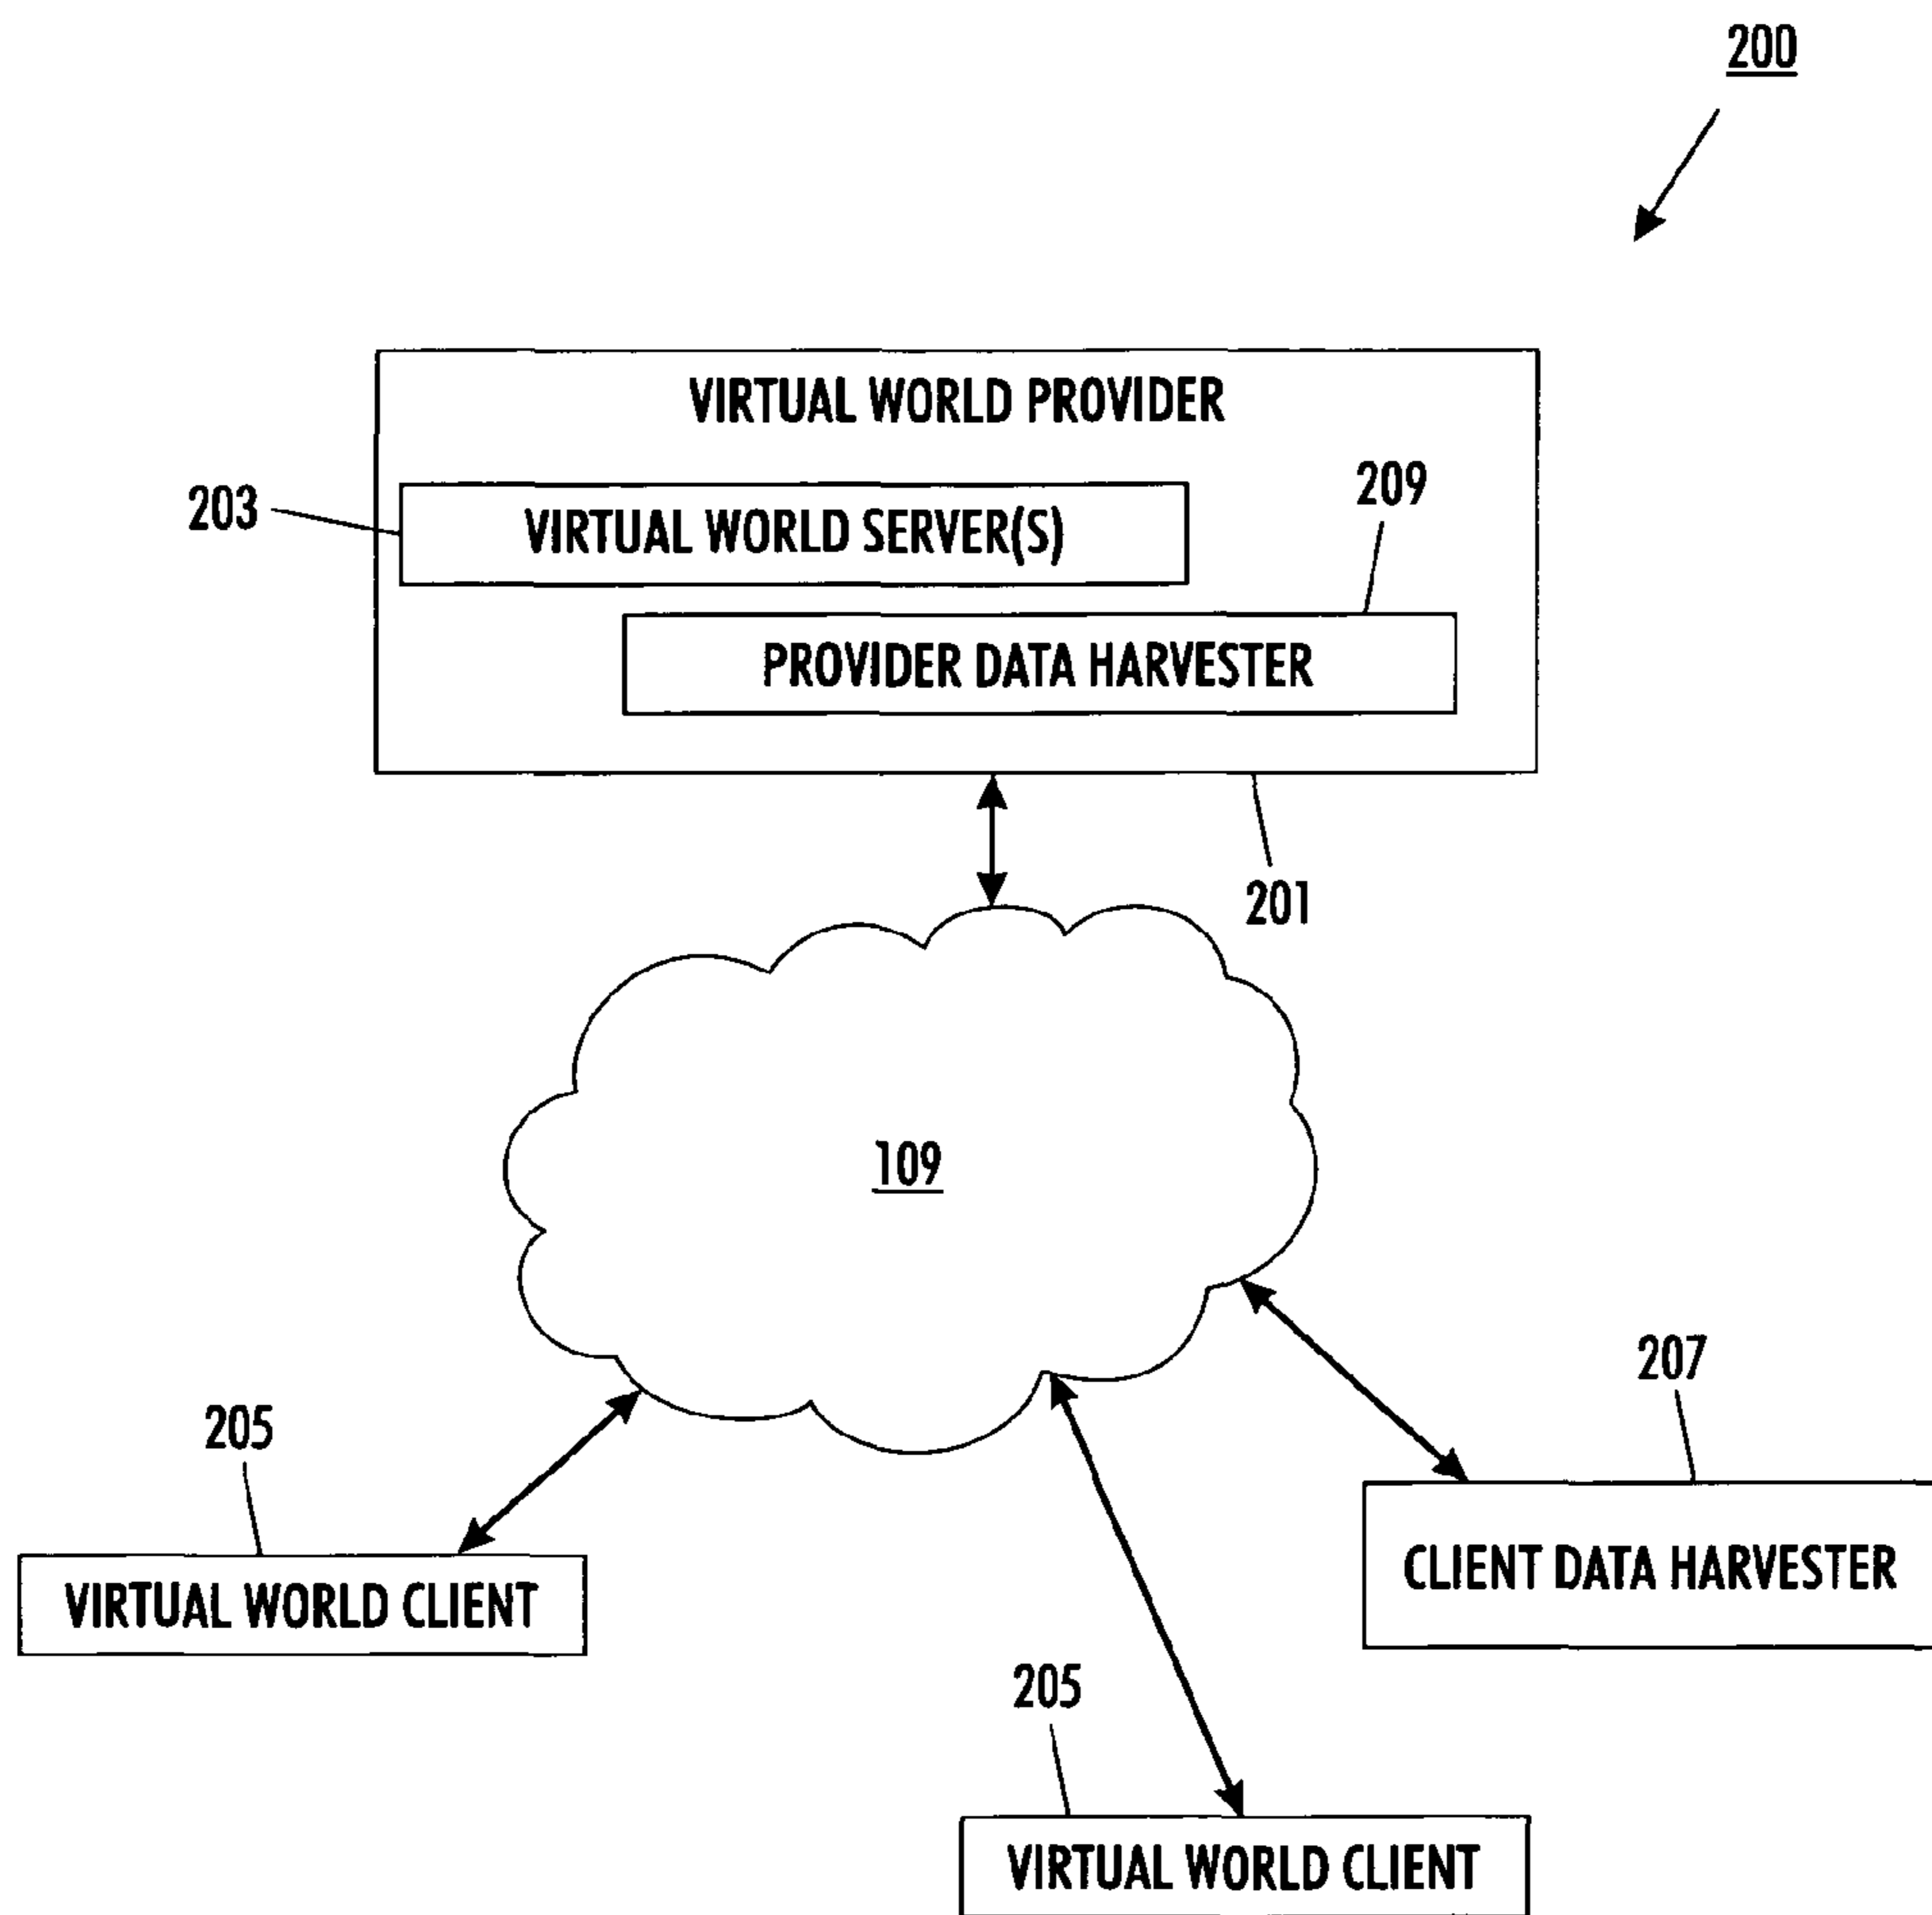 200
VIRTUAL WORLD PROVIDER
209
203
VIRTUAL WORLD SERVER(S)
PROVIDER DATA HARVESTER
201
109
207
205
CLIENT DATA HARVESTER
VIRTUAL WORLD CLIENT
205
VIRTUAL WORLD CLIENT